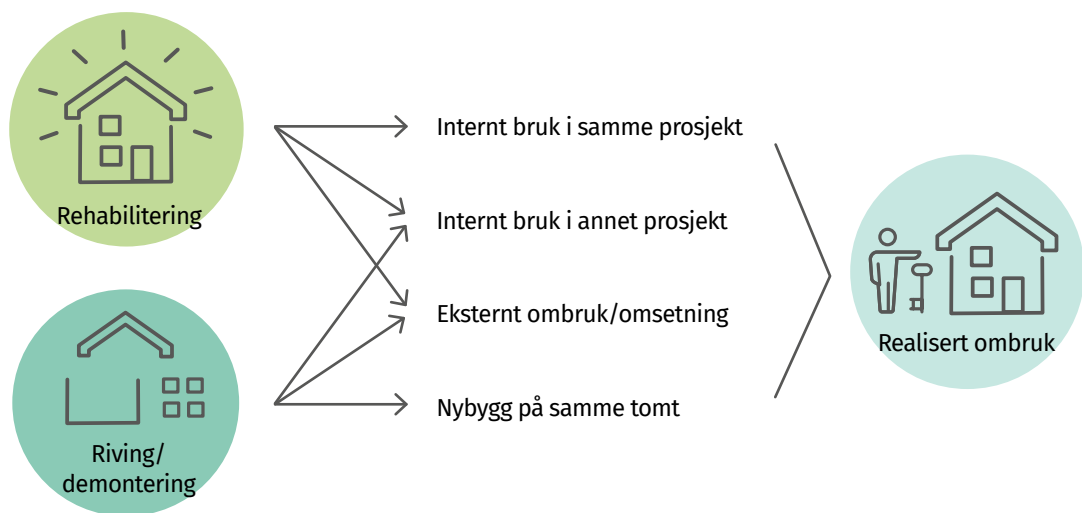 Rehabilitering
Riving/
demontering
Internt bruk i samme prosjekt
Internt bruk i annet prosjekt
Eksternt ombruk/omsetning
Nybygg på samme tomt
Realisert ombruk